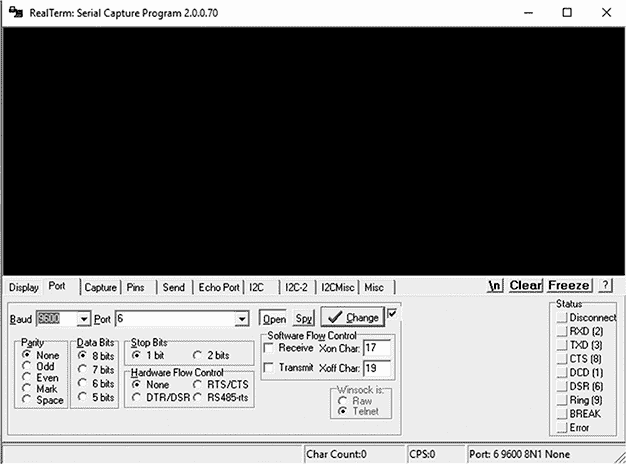 RealTerm: Serial Capture Program 2.0.0.70
Display Port Capture Pins Send Echo Port I2C I2C-2 I2CMisc Misc \n Clear Freeze ?
Baud 9600 Port 6 Open Spy Change
Parity
None
Odd
Even
Mark
Space
Data Bits
8 bits
7 bits
6 bits
5 bits
Stop Bits
1 bit 2 bits
Hardware Flow Control
None RTS/CTS
DTR/DSR RS485-rts
Software Flow Control
Receive Xon Char: 17
Transmit Xoff Char: 19
Winsock is:
Raw
Telnet
Status
Disconnect
RXD (2)
TXD (3)
CTS (8)
DCD (1)
DSR (6)
Ring (9)
BREAK
Error
Char Count:0 CPS:0 Port: 6 9600 8N1 None